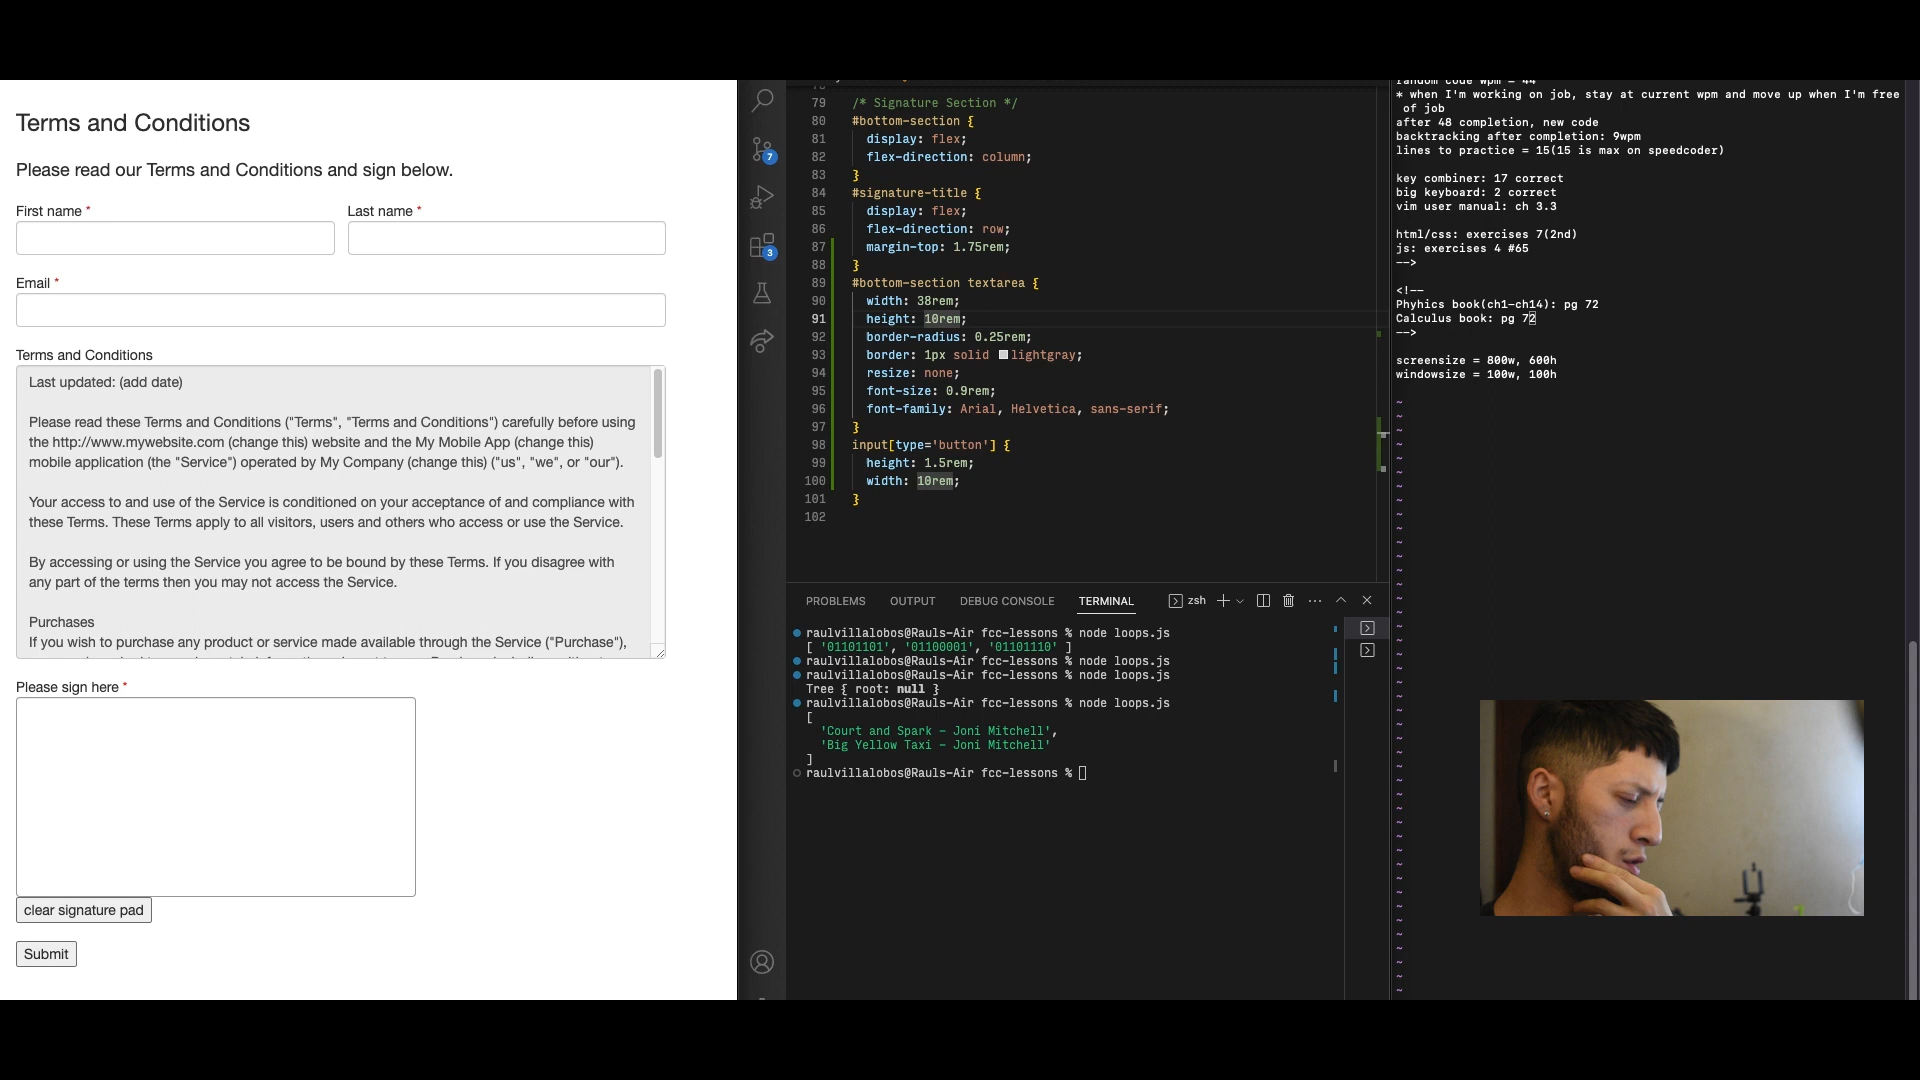 Terms and Conditions
Please read our Terms and Conditions and sign below.
First name *
Last name *
Email *
Terms and Conditions
Last updated: (add date)
Please read these Terms and Conditions ("Terms", "Terms and Conditions") carefully before using
the http://www.mywebsite.com (change this) website and the My Mobile App (change this)
mobile application (the "Service") operated by My Company (change this) ("us", "we", or "our").
Your access to and use of the Service is conditioned on your acceptance of and compliance with
these Terms. These Terms apply to all visitors, users and others who access or use the Service.
By accessing or using the Service you agree to be bound by these Terms. If you disagree with
any part of the terms then you may not access the Service.
Purchases
If you wish to purchase any product or service made available through the Service ("Purchase"),
Please sign here *
clear signature pad
Submit
7
3
79 /* Signature Section */
80 #bottom-section {
81 display: flex;
82 flex-direction: column;
83 }
84 #signature-title {
85 display: flex;
86 flex-direction: row;
87 margin-top: 1.75rem;
88 }
89 #bottom-section textarea {
90 width: 38rem;
91 height: 10rem;
92 border-radius: 0.25rem;
93 border: 1px solid lightgray;
94 resize: none;
95 font-size: 0.9rem;
96 font-family: Arial, Helvetica, sans-serif;
97 }
98 input[type='button'] {
99 height: 1.5rem;
100 width: 10rem;
101 }
102
PROBLEMS OUTPUT DEBUG CONSOLE TERMINAL zsh
raulvillalobos@Rauls-Air fcc-lessons % node loops.js
[ '01101101', '01100001', '01101110' ]
raulvillalobos@Rauls-Air fcc-lessons % node loops.js
raulvillalobos@Rauls-Air fcc-lessons % node loops.js
Tree { root: null }
raulvillalobos@Rauls-Air fcc-lessons % node loops.js
[
'Court and Spark - Joni Mitchell',
'Big Yellow Taxi - Joni Mitchell'
]
raulvillalobos@Rauls-Air fcc-lessons %
random code wpm = 44
* when I'm working on job, stay at current wpm and move up when I'm free
of job
after 48 completion, new code
backtracking after completion: 9wpm
lines to practice = 15(15 is max on speedcoder)
key combiner: 17 correct
big keyboard: 2 correct
vim user manual: ch 3.3
html/css: exercises 7(2nd)
js: exercises 4 #65
-->
<!--
Phyhics book(ch1-ch14): pg 72
Calculus book: pg 72
-->
screensize = 800w, 600h
windowsize = 100w, 100h